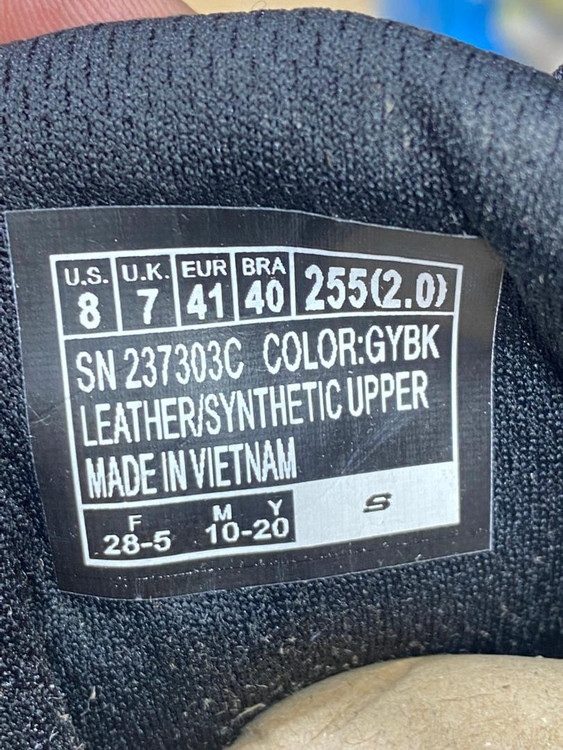 U.S. U.K. EUR BRA
8 7 41 40 255(2.0)
SN 237303C COLOR:GYBK
LEATHER/SYNTHETIC UPPER
MADE IN VIETNAM
F M Y
28-5 10-20 S